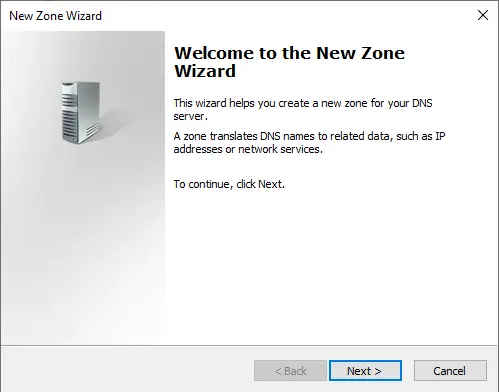 New Zone Wizard
Welcome to the New Zone
Wizard
This wizard helps you create a new zone for your DNS
server.
A zone translates DNS names to related data, such as IP
addresses or network services.
To continue, click Next.
< Back
Next >
Cancel